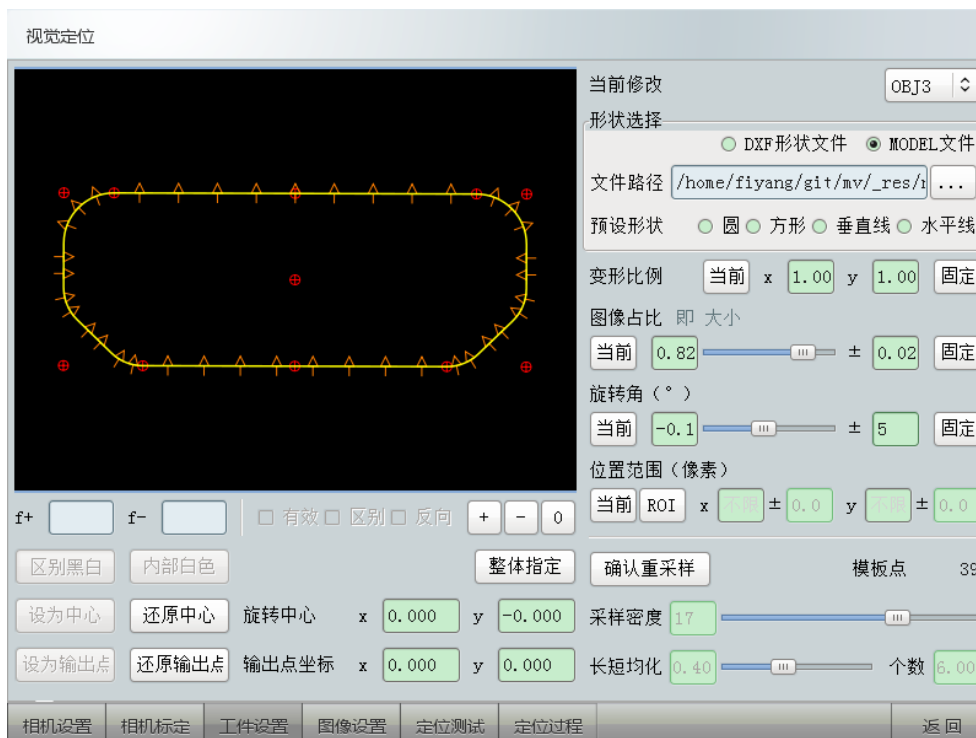 视觉定位
当前修改 OBJ3
形状选择
DXF形状文件 MODEL文件
文件路径 /home/fiyang/git/mv/_res/ ...
预设形状 圆 方形 垂直线 水平线
变形比例 当前 x 1.00 y 1.00 固定
图像占比 即 大小
当前 0.82 ± 0.02 固定
旋转角（°）
当前 -0.1 ± 5 固定
位置范围（像素）
当前 ROI x 不限 ± 0.0 y 不限 ± 0.0
f+ f- 有效 区别 反向 + - 0
区别黑白 内部白色 整体指定
设为中心 还原中心 旋转中心 x 0.000 y -0.000
设为输出点 还原输出点 输出点坐标 x 0.000 y 0.000
确认重采样 模板点 39
采样密度 17
长短均化 0.40 个数 6.00
相机设置 相机标定 工件设置 图像设置 定位测试 定位过程 返回